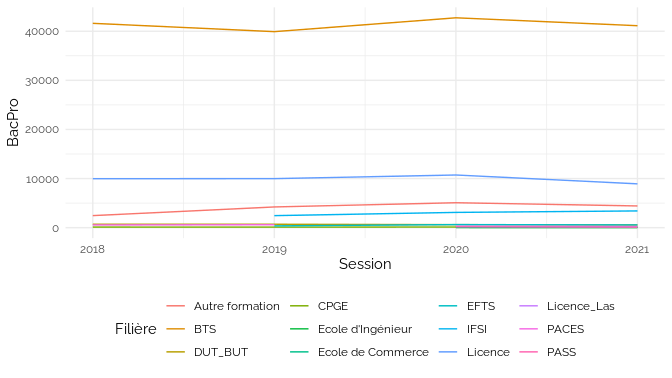 40000
30000
20000
10000
0
BacPro
2018 2019 2020 2021
Session
Filière
Autre formation CPGE EFTS Licence_Las
BTS Ecole d'Ingénieur IFSI PACES
DUT_BUT Ecole de Commerce Licence PASS